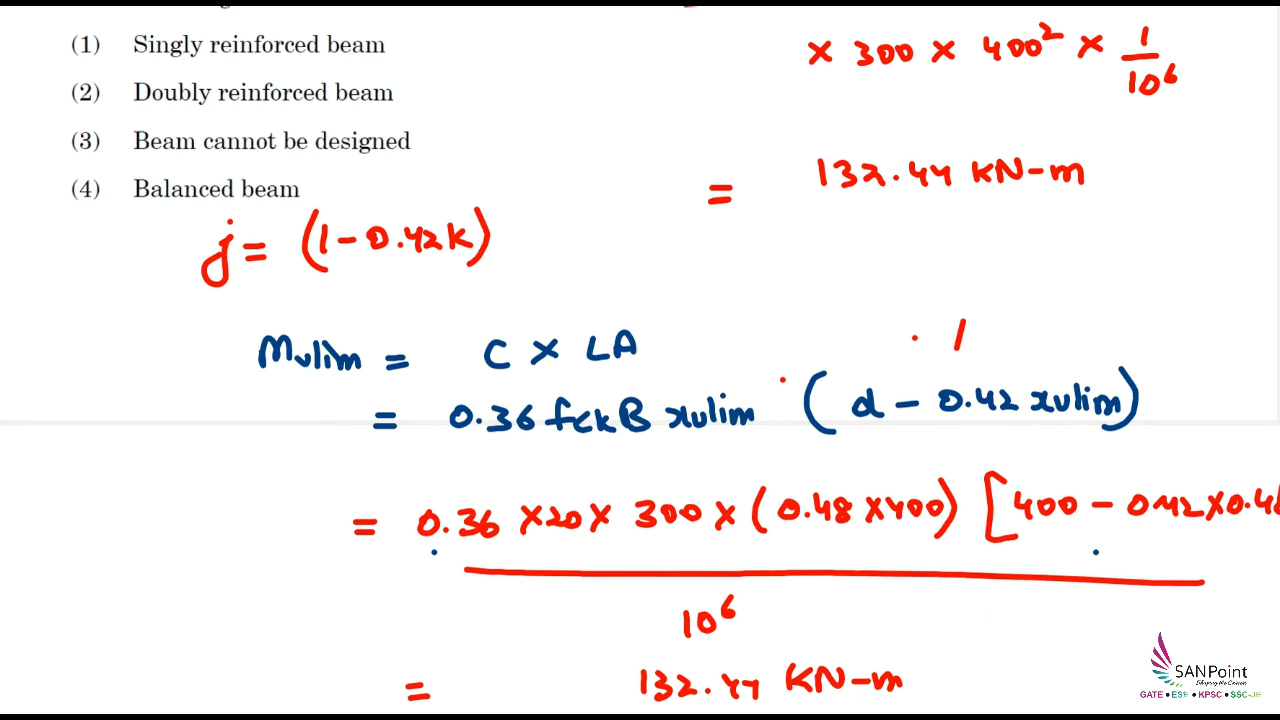 (1) Singly reinforced beam
(2) Doubly reinforced beam
(3) Beam cannot be designed
(4) Balanced beam
× 300 × 400² × 1/10⁶
= 132.44 KN-m
j = (1 - 0.42K)
Mulim = C × LA
= 0.36 fck B xulim (d - 0.42 xulim)
= 0.36 × 20 × 300 × (0.48 × 400) [400 - 0.42 × 0.48
10⁶
= 132.44 KN-m
SANPoint
GATE • ESE • KPSC • SSC-JE